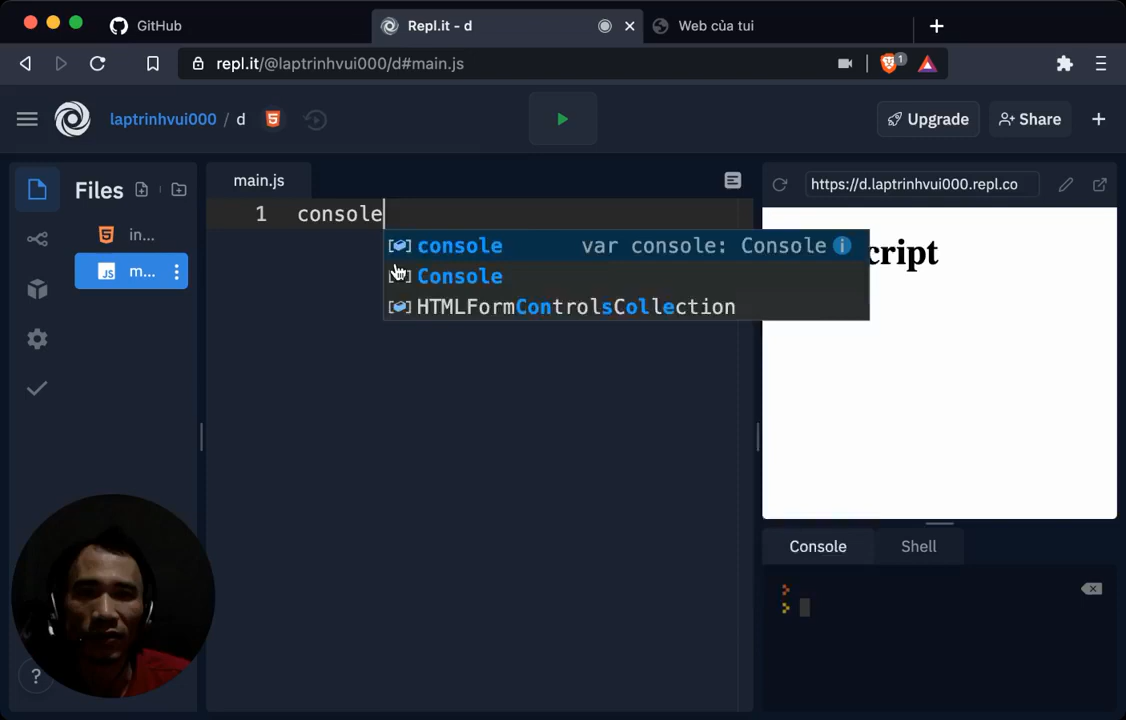 GitHub
Repl.it - d
Web của tui
repl.it/@laptrinhvui000/d#main.js
1
laptrinhvui000 / d
Upgrade
Share
Files
main.js
https://d.laptrinhvui000.repl.co
in...
m...
1 console
cript
console var console: Console
Console
HTMLFormControlsCollection
Console
Shell
?